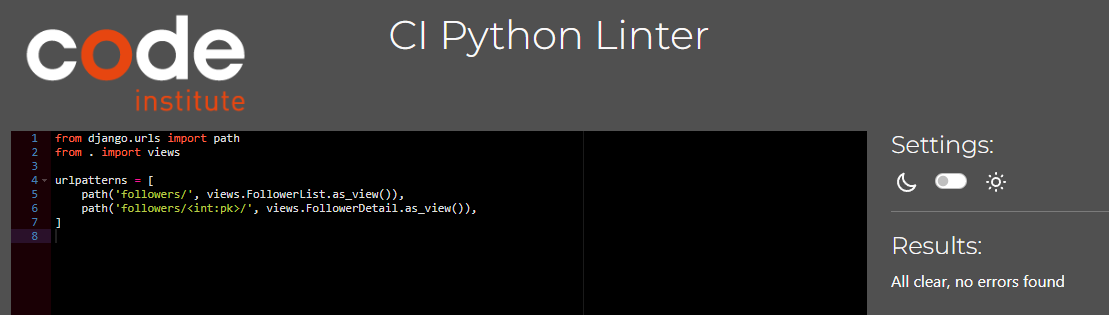 code
institute
CI Python Linter
1 from django.urls import path
2 from . import views
3
4 urlpatterns = [
5     path('followers/', views.FollowerList.as_view()),
6     path('followers/<int:pk>/', views.FollowerDetail.as_view()),
7 ]
8
Settings:
Results:
All clear, no errors found